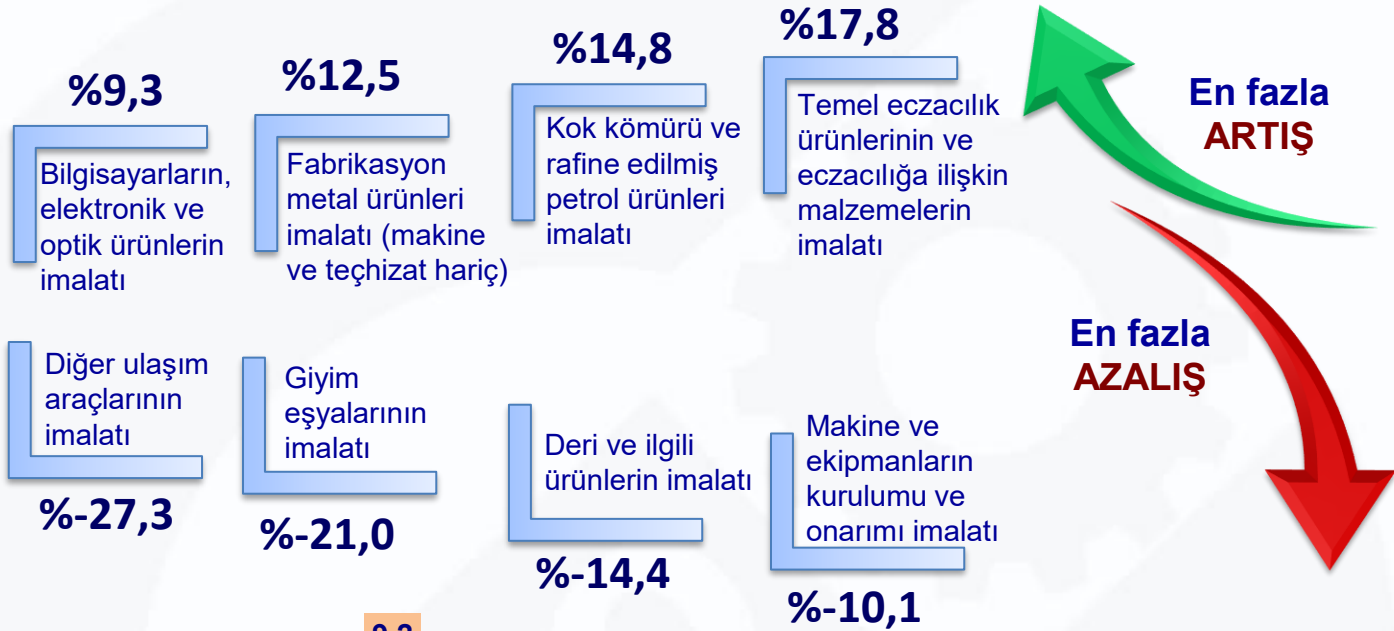 %9,3
Bilgisayarların,
elektronik ve
optik ürünlerin
imalatı
%12,5
Fabrikasyon
metal ürünleri
imalatı (makine
ve teçhizat hariç)
%14,8
Kok kömürü ve
rafine edilmiş
petrol ürünleri
imalatı
%17,8
Temel eczacılık
ürünlerinin ve
eczacılığa ilişkin
malzemelerin
imalatı
En fazla
ARTIŞ
Diğer ulaşım
araçlarının
imalatı
%-27,3
Giyim
eşyalarının
imalatı
%-21,0
Deri ve ilgili
ürünlerin imalatı
%-14,4
Makine ve
ekipmanların
kurulumu ve
onarımı imalatı
%-10,1
En fazla
AZALIŞ